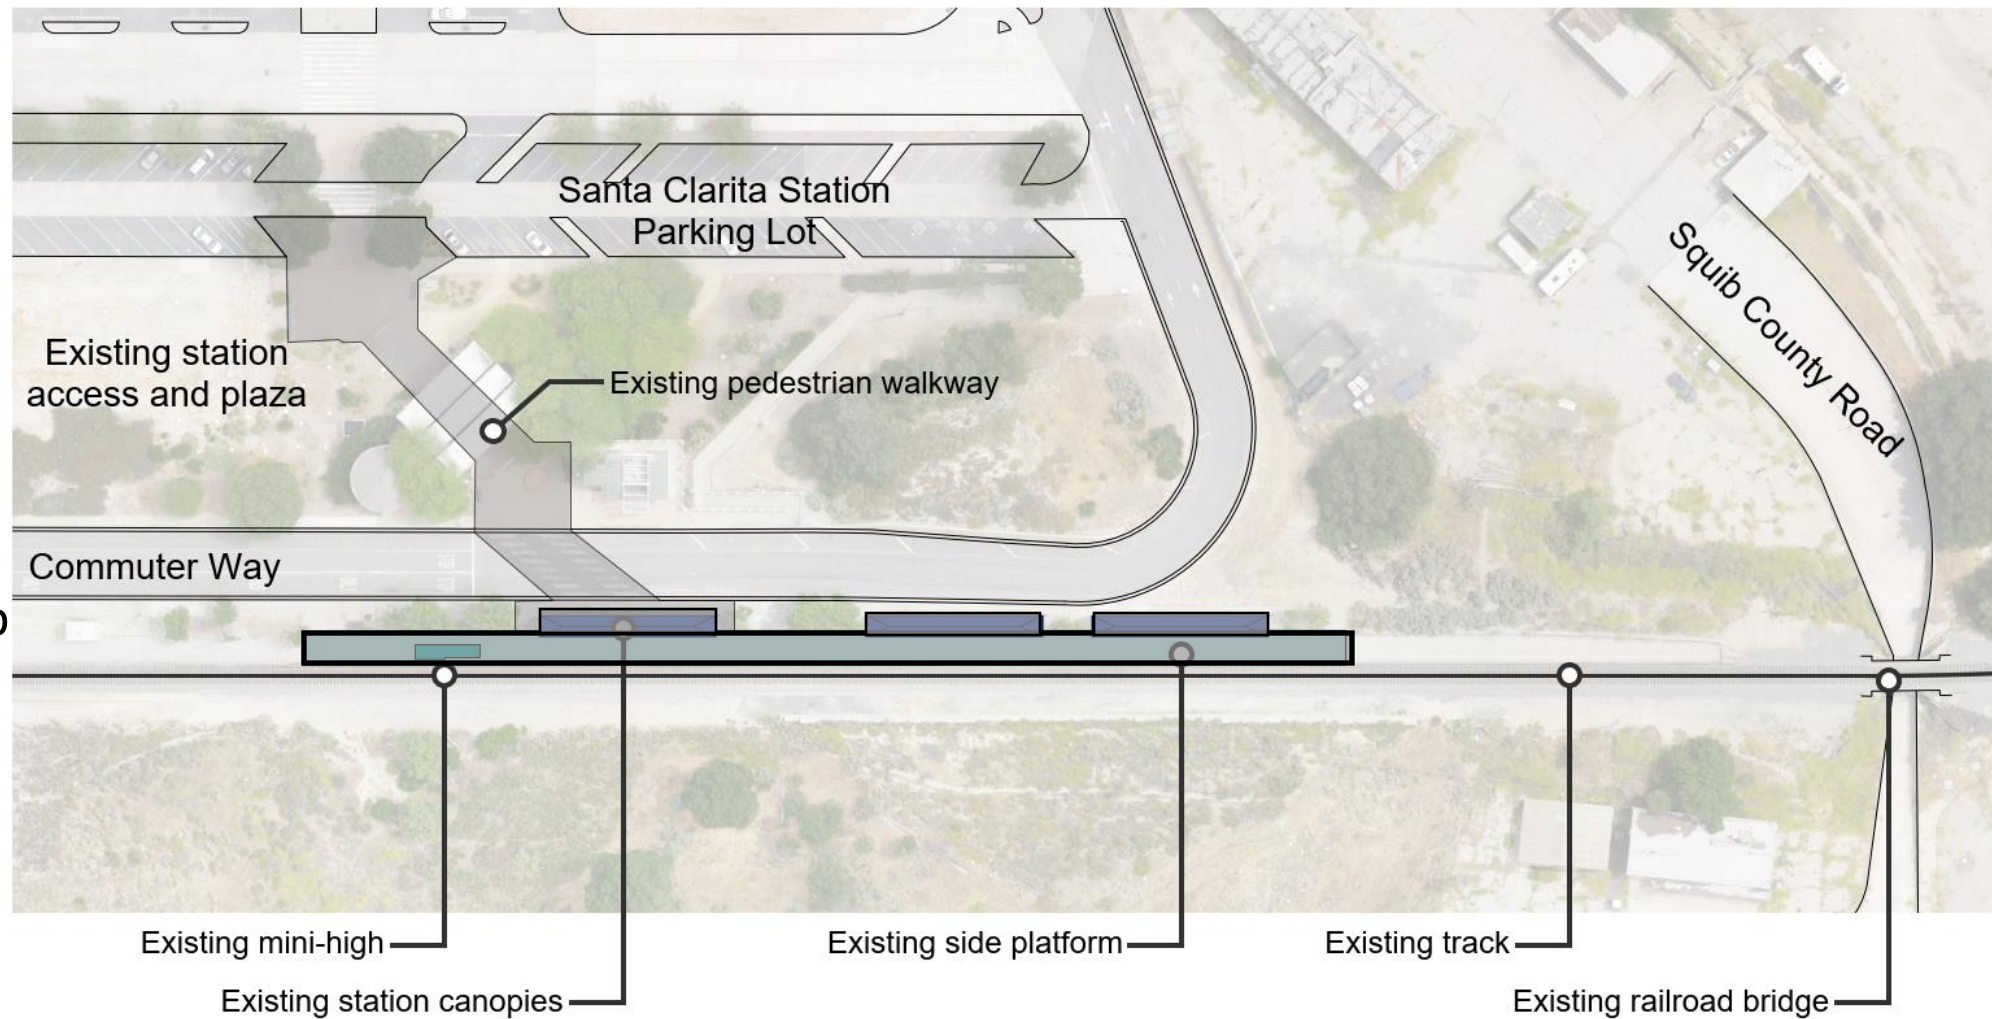 Santa Clarita Station
Parking Lot
Squib County Road
Existing station
access and plaza
Existing pedestrian walkway
Commuter Way
Existing mini-high
Existing side platform
Existing track
Existing station canopies
Existing railroad bridge